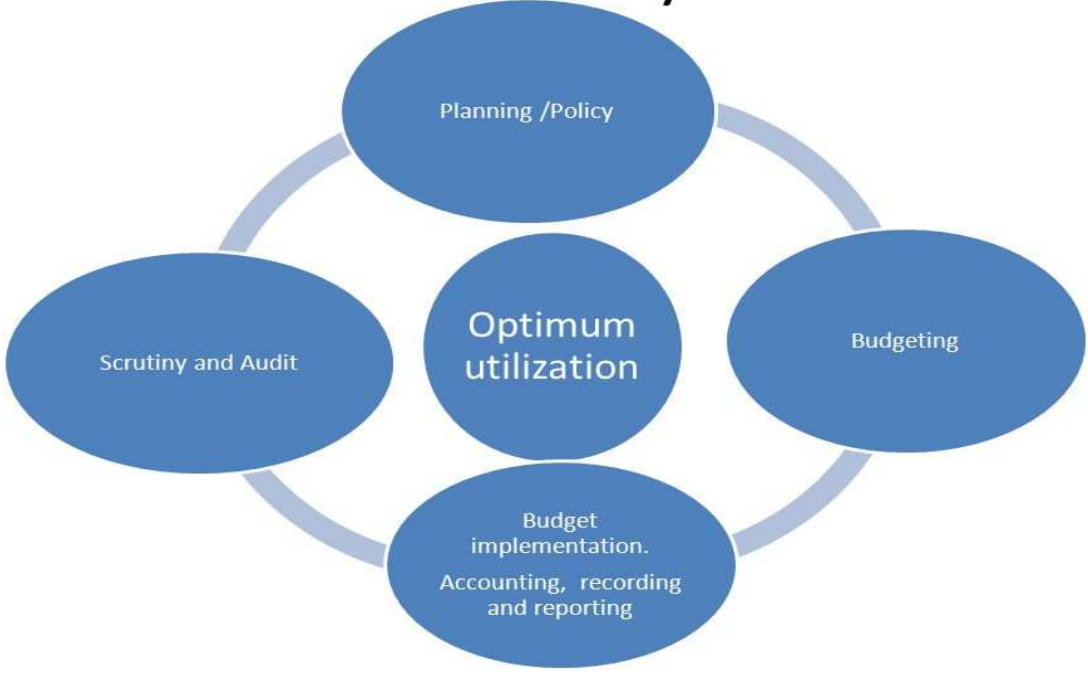 Planning /Policy
Budgeting
Optimum
utilization
Scrutiny and Audit
Budget
implementation.
Accounting, recording
and reporting